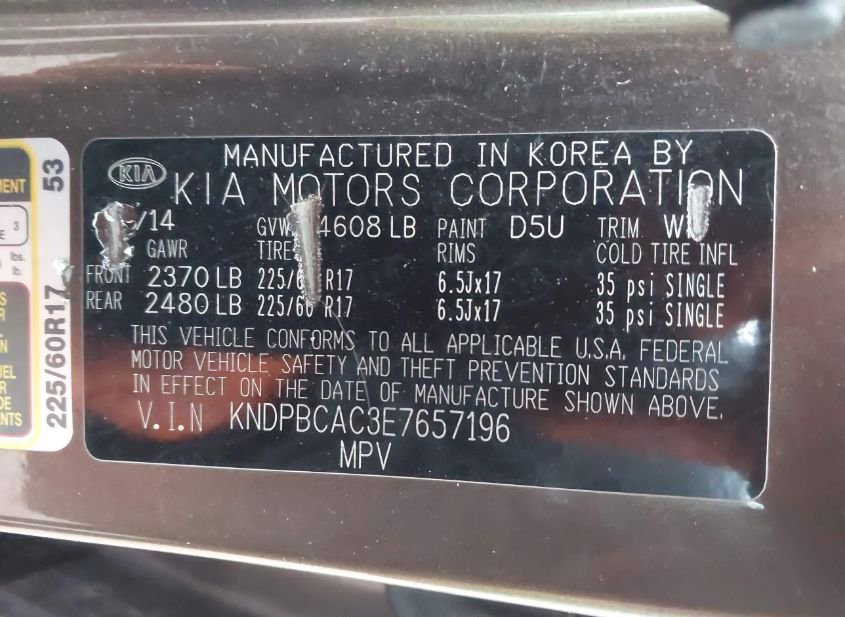 MANUFACTURED IN KOREA BY
KIA KIA MOTORS CORPORATION
/14 4608 LB PAINT D5U TRIM
GAWR RIMS COLD TIRE INFL
FRONT 2370 LB R17 6.5Jx17 35 psi SINGLE
REAR 2480 LB 225/60 R17 6.5Jx17 35 psi SINGLE
THIS VEHICLE CONFORMS TO ALL APPLICABLE U.S.A. FEDERAL
MOTOR VEHICLE SAFETY AND THEFT PREVENTION STANDARDS
IN EFFECT ON THE DATE OF MANUFACTURE SHOWN ABOVE.
V.I.N KNDPBCAC3E7657196
MPV
53
225/60R17
3
lbs.
lb.